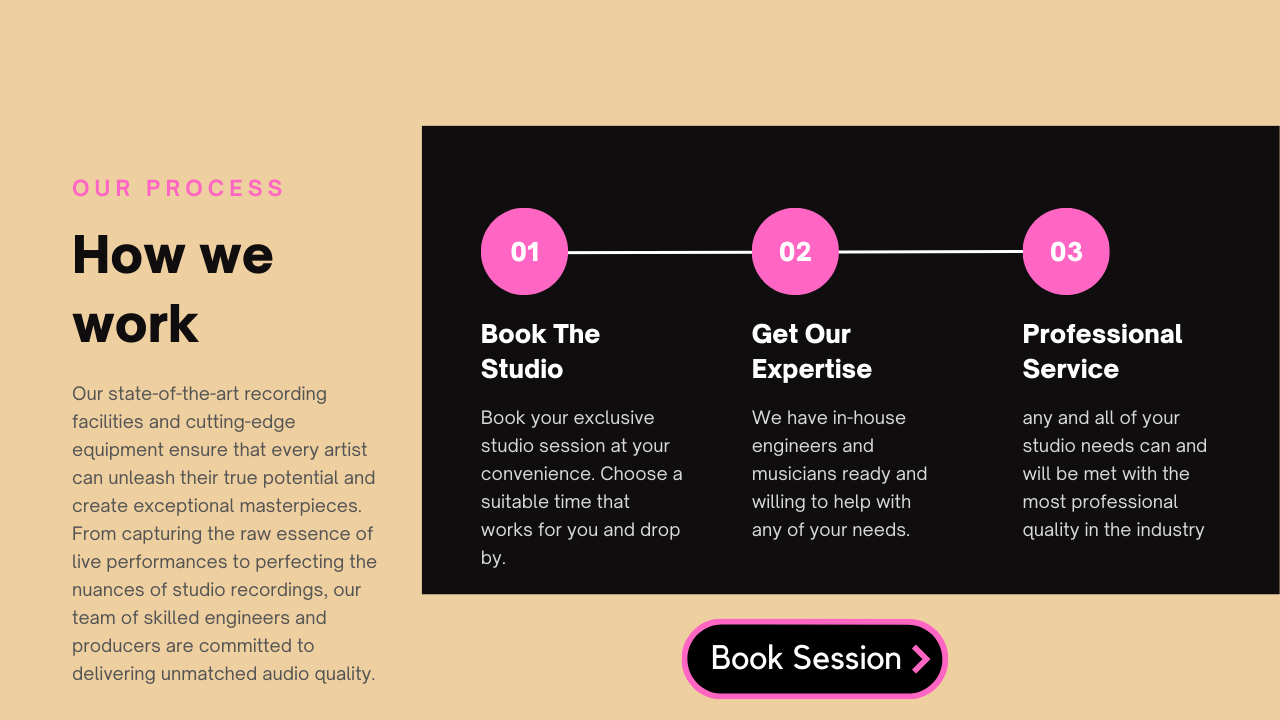 OUR PROCESS
How we
work
Our state-of-the-art recording
facilities and cutting-edge
equipment ensure that every artist
can unleash their true potential and
create exceptional masterpieces.
From capturing the raw essence of
live performances to perfecting the
nuances of studio recordings, our
team of skilled engineers and
producers are committed to
delivering unmatched audio quality.
01
Book The
Studio
Book your exclusive
studio session at your
convenience. Choose a
suitable time that
works for you and drop
by.
02
Get Our
Expertise
We have in-house
engineers and
musicians ready and
willing to help with
any of your needs.
03
Professional
Service
any and all of your
studio needs can and
will be met with the
most professional
quality in the industry
Book Session